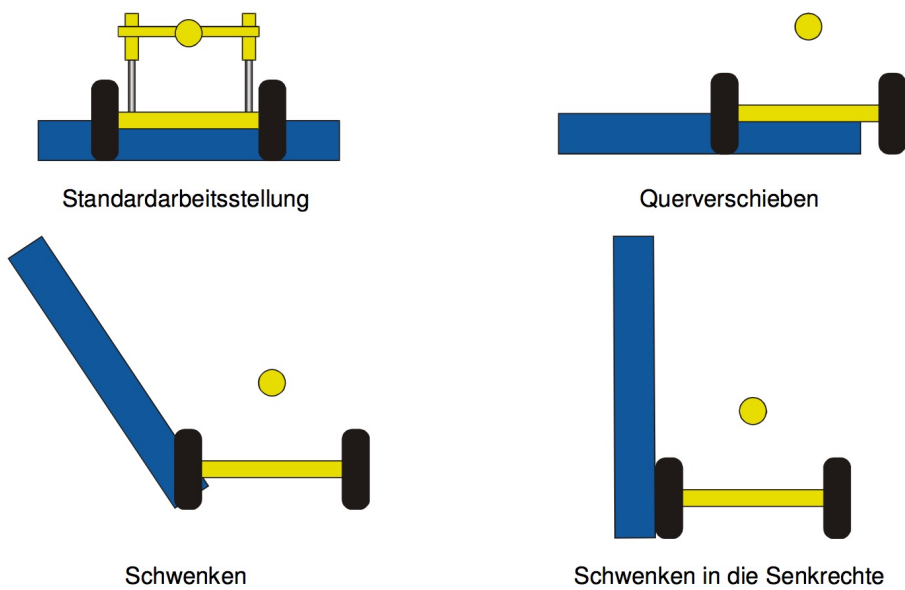 Standardarbeitsstellung
Querverschieben
Schwenken
Schwenken in die Senkrechte